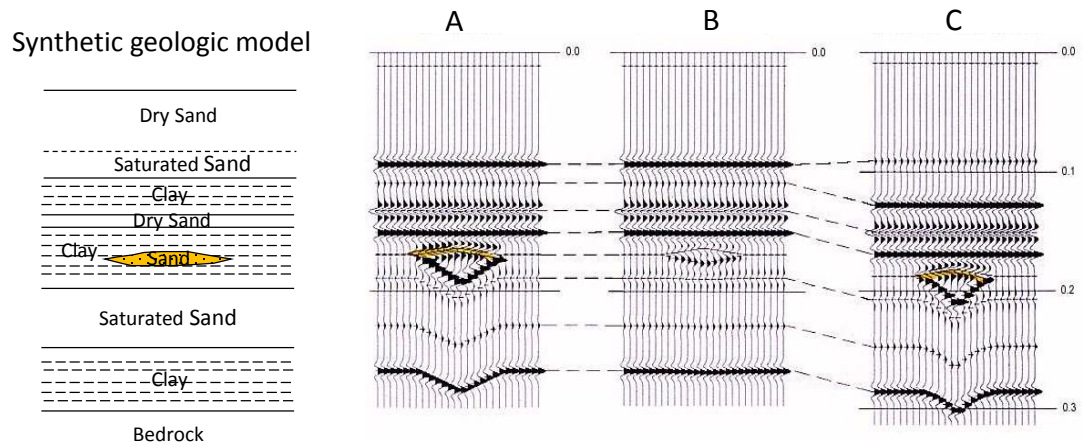 Synthetic geologic model
Dry Sand
Saturated Sand
Clay
Dry Sand
Clay
Sand
Saturated Sand
Clay
Bedrock
A
B
C
0.0
0.0
0.0
0.1
0.2
0.3